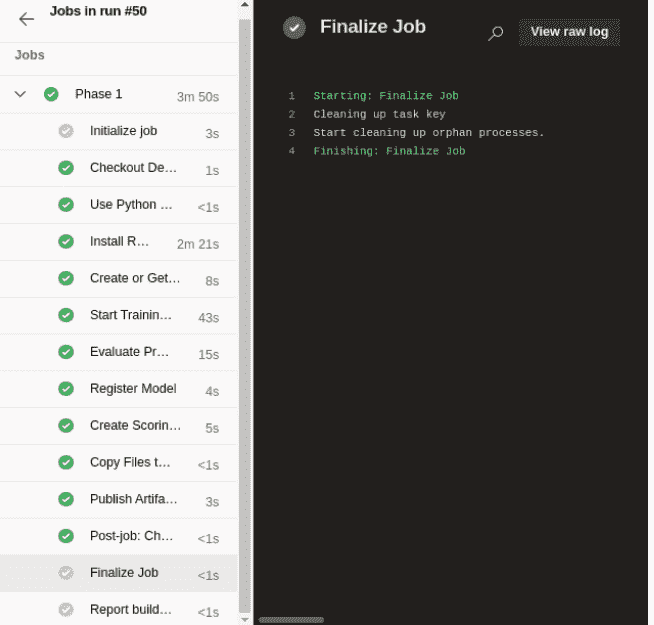 Jobs in run #50
Jobs
Phase 1 3m 50s
Initialize job 3s
Checkout De... 1s
Use Python ... <1s
Install R... 2m 21s
Create or Get... 8s
Start Trainin... 43s
Evaluate Pr... 15s
Register Model 4s
Create Scorin... 5s
Copy Files t... <1s
Publish Artifa... 3s
Post-job: Ch... <1s
Finalize Job <1s
Report build... <1s
Finalize Job
View raw log
1 Starting: Finalize Job
2 Cleaning up task key
3 Start cleaning up orphan processes.
4 Finishing: Finalize Job